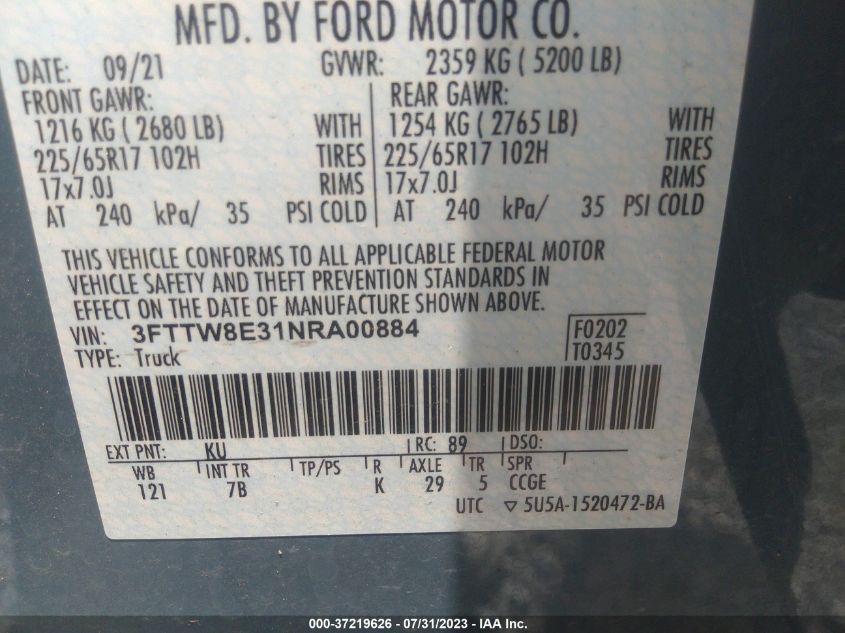 MFD. BY FORD MOTOR CO.
DATE: 09/21 GVWR: 2359 KG ( 5200 LB)
FRONT GAWR: REAR GAWR:
1216 KG ( 2680 LB) WITH 1254 KG ( 2765 LB) WITH
225/65R17 102H TIRES 225/65R17 102H TIRES
17x7.0J RIMS 17x7.0J RIMS
AT 240 kPa/ 35 PSI COLD AT 240 kPa/ 35 PSI COLD
THIS VEHICLE CONFORMS TO ALL APPLICABLE FEDERAL MOTOR
VEHICLE SAFETY AND THEFT PREVENTION STANDARDS IN
EFFECT ON THE DATE OF MANUFACTURE SHOWN ABOVE.
VIN: 3FTTW8E31NRA00884 F0202
TYPE: Truck T0345
EXT PNT: KU RC: 89 DSO:
WB INT TR TP/PS R AXLE TR SPR
121 7B K 29 5 CCGE
UTC ▽ 5U5A-1520472-BA
000-37219626 - 07/31/2023 - IAA Inc.